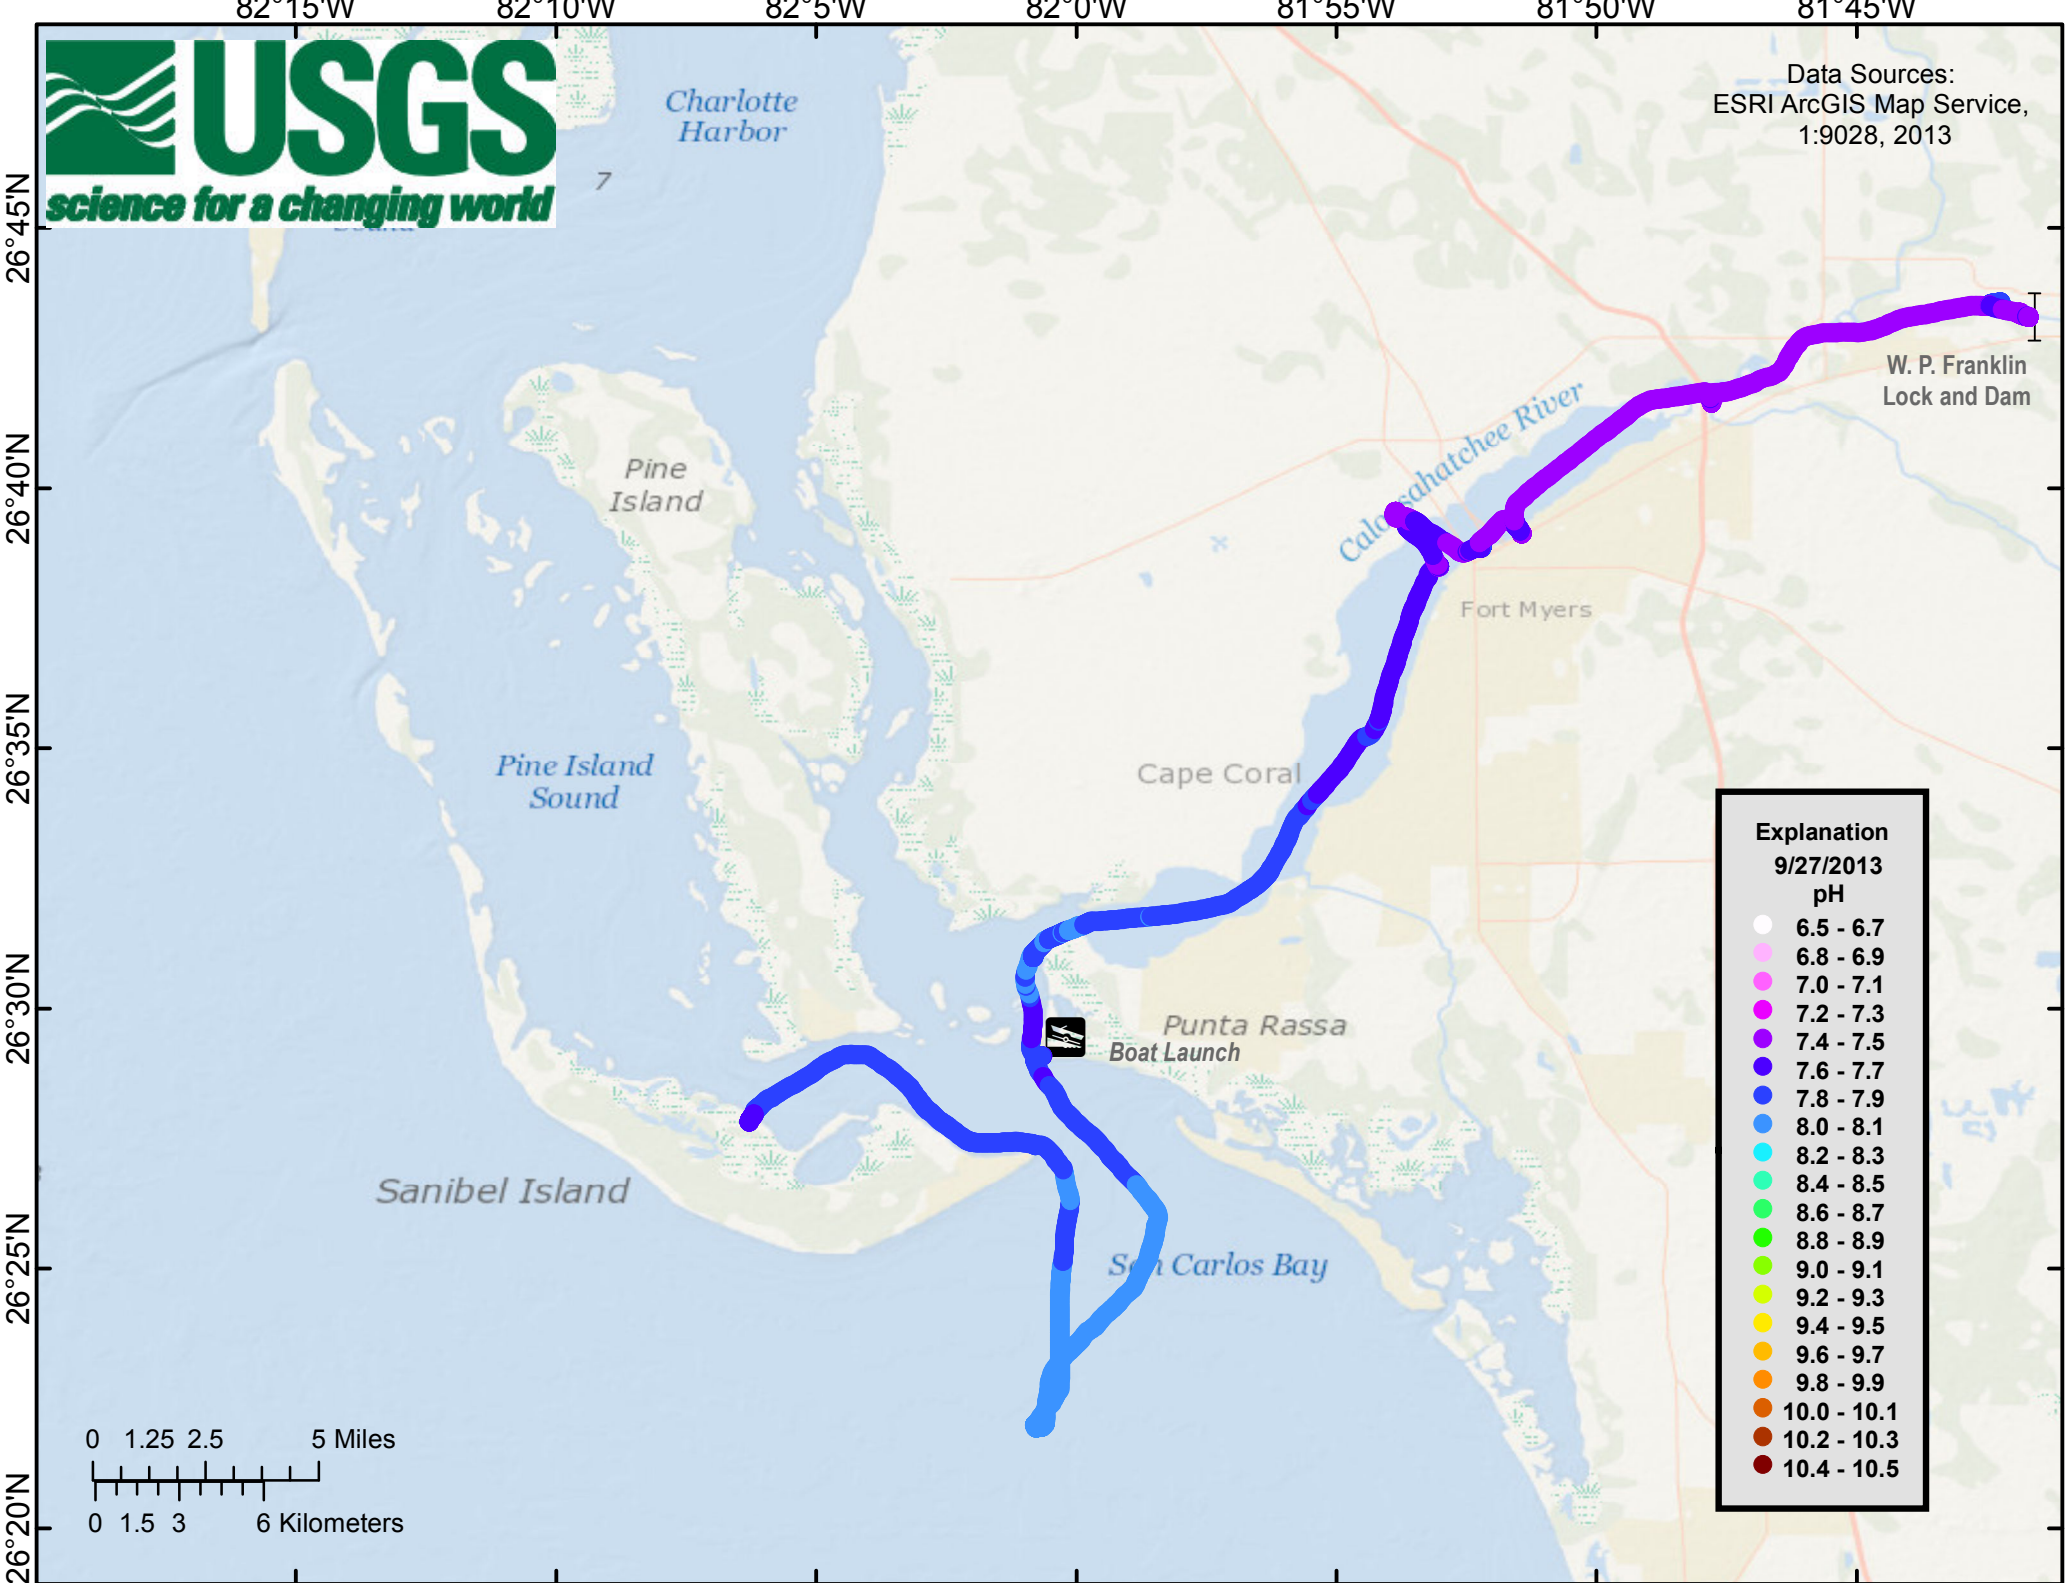 82°15'W 82°10'W 82°5'W 82°0'W 81°55'W 81°50'W 81°45'W
USGS
science for a changing world
Sound
Data Sources:
ESRI ArcGIS Map Service,
1:9028, 2013
Charlotte
Harbor
7
26°45'N
W. P. Franklin
Lock and Dam
Caloosahatchee River
Pine
Island
26°40'N
Fort Myers
26°35'N
Pine Island
Sound
Cape Coral
26°30'N
Punta Rassa
Boat Launch
Sanibel Island
26°25'N
San Carlos Bay
26°20'N
Explanation
9/27/2013
pH
6.5 - 6.7
6.8 - 6.9
7.0 - 7.1
7.2 - 7.3
7.4 - 7.5
7.6 - 7.7
7.8 - 7.9
8.0 - 8.1
8.2 - 8.3
8.4 - 8.5
8.6 - 8.7
8.8 - 8.9
9.0 - 9.1
9.2 - 9.3
9.4 - 9.5
9.6 - 9.7
9.8 - 9.9
10.0 - 10.1
10.2 - 10.3
10.4 - 10.5
0 1.25 2.5 5 Miles
0 1.5 3 6 Kilometers